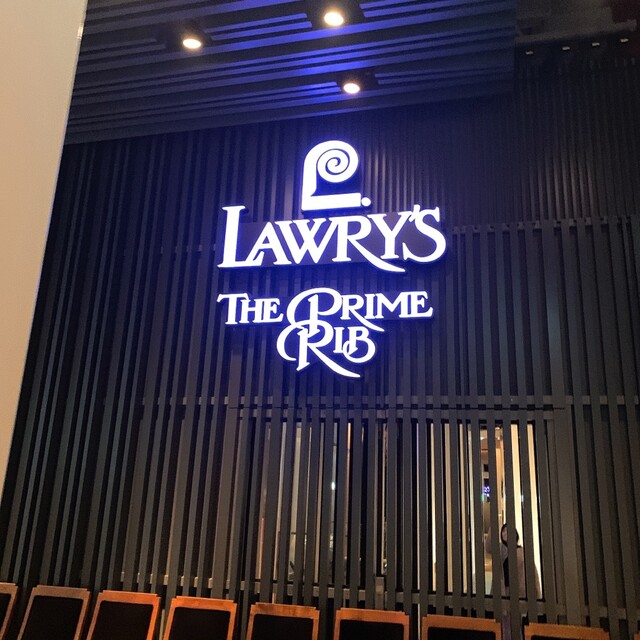 L.
LAWRY'S
THE PRIME
RIB